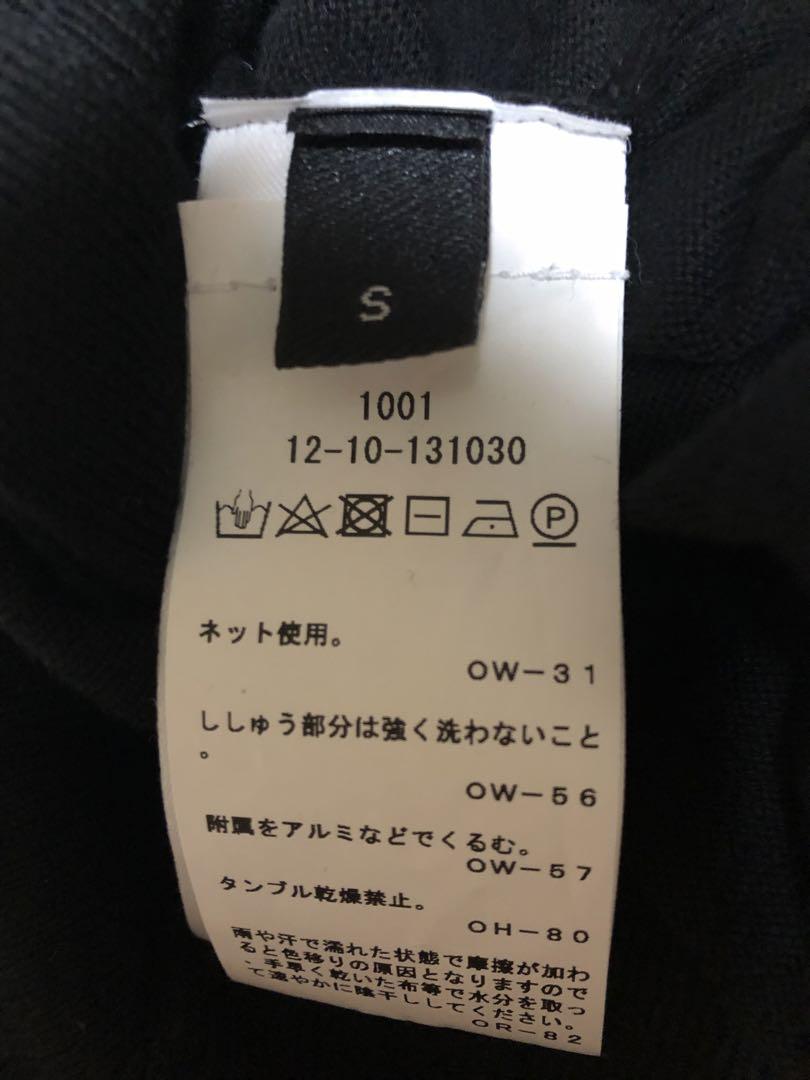 S
1001
12-10-131030
P
ネット使用。
OW-31
ししゅう部分は強く洗わないこと
。
OW-56
附属をアルミなどでくるむ。
OW-57
タンブル乾燥禁止。
OH-80
雨や汗で濡れた状態で摩擦が加わ
ると色移りの原因となりますので
、手早く乾いた布等で水分を取っ
て速やかに陰干ししてください。
OR-82